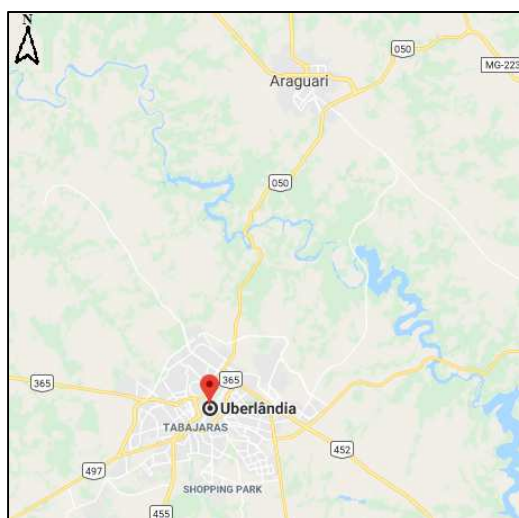 N
050
MG-223
Araguari
050
365
365
Uberlândia
TABAJARAS
452
497
SHOPPING PARK
455